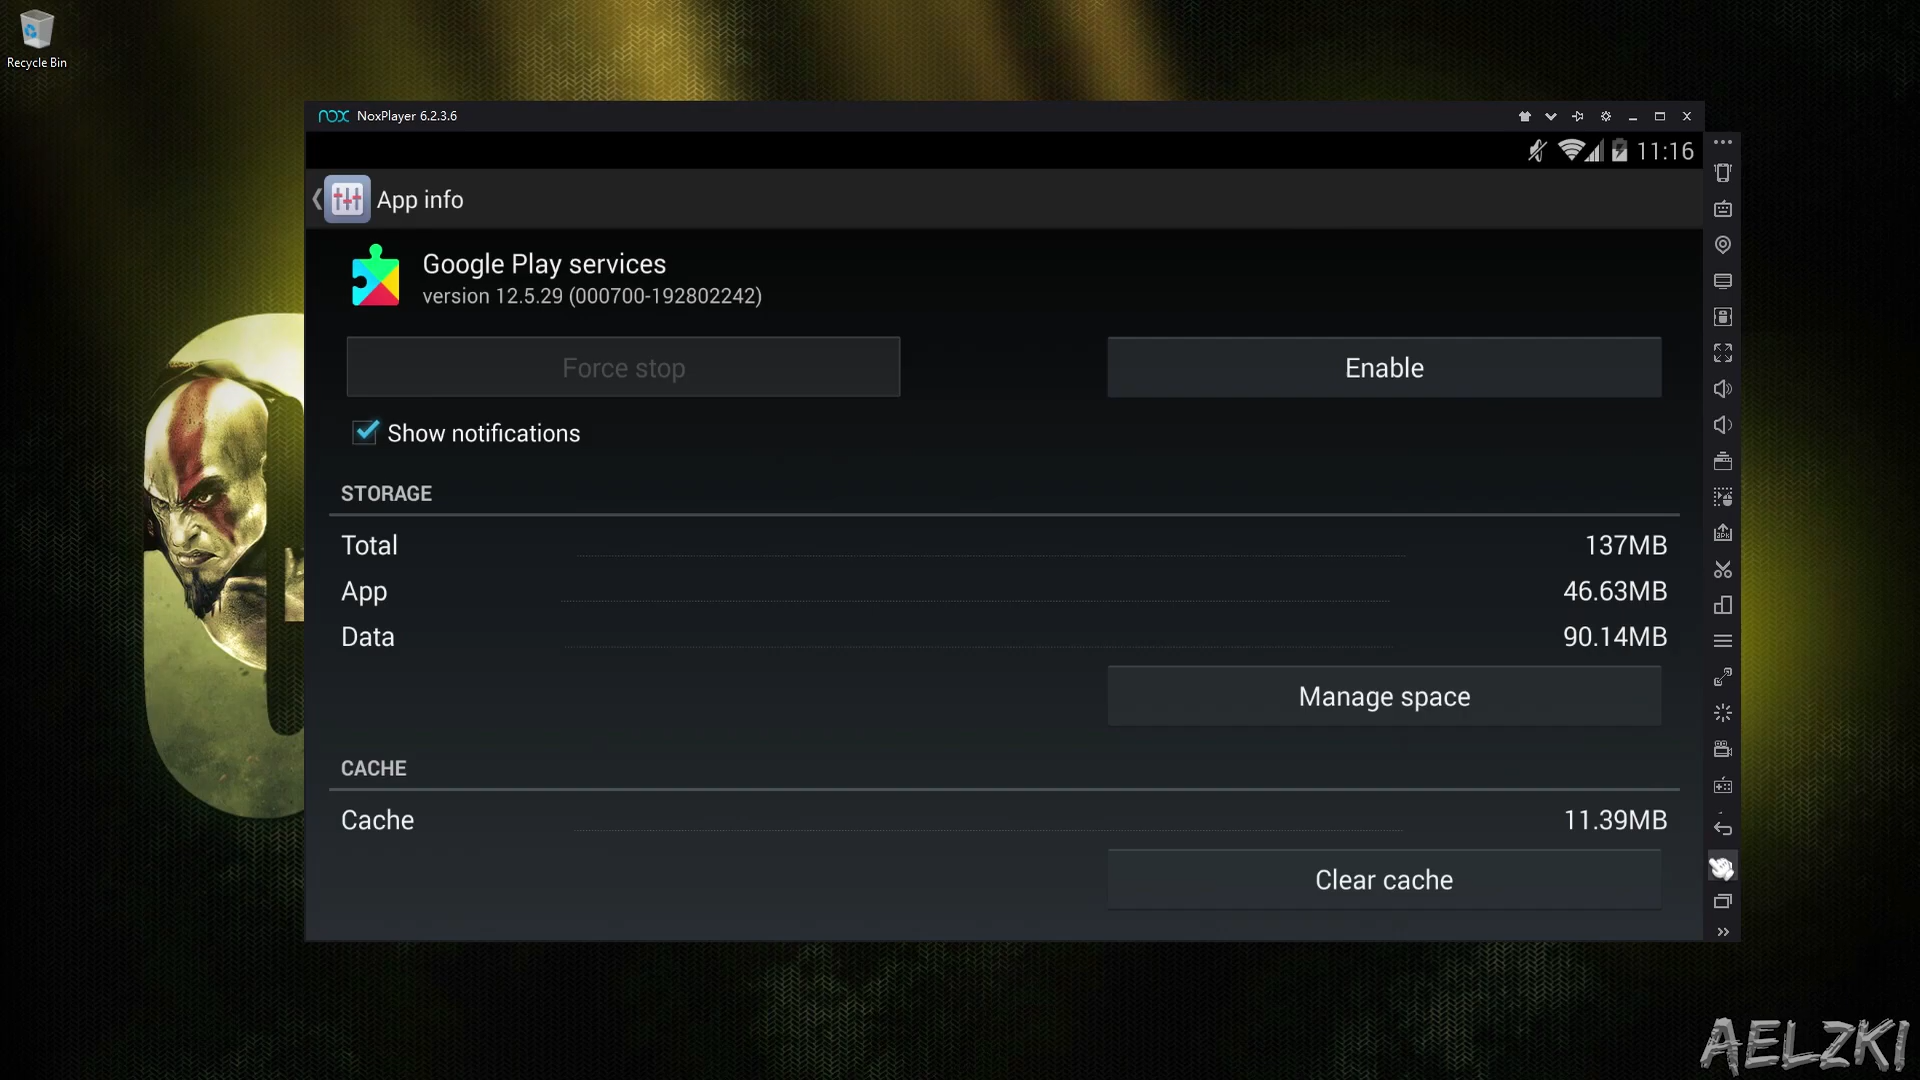 Recycle Bin
nox NoxPlayer 6.2.3.6
11:16
App info
Google Play services
version 12.5.29 (000700-192802242)
Force stop
Enable
Show notifications
STORAGE
Total 137MB
App 46.63MB
Data 90.14MB
Manage space
CACHE
Cache 11.39MB
Clear cache
AELZKI